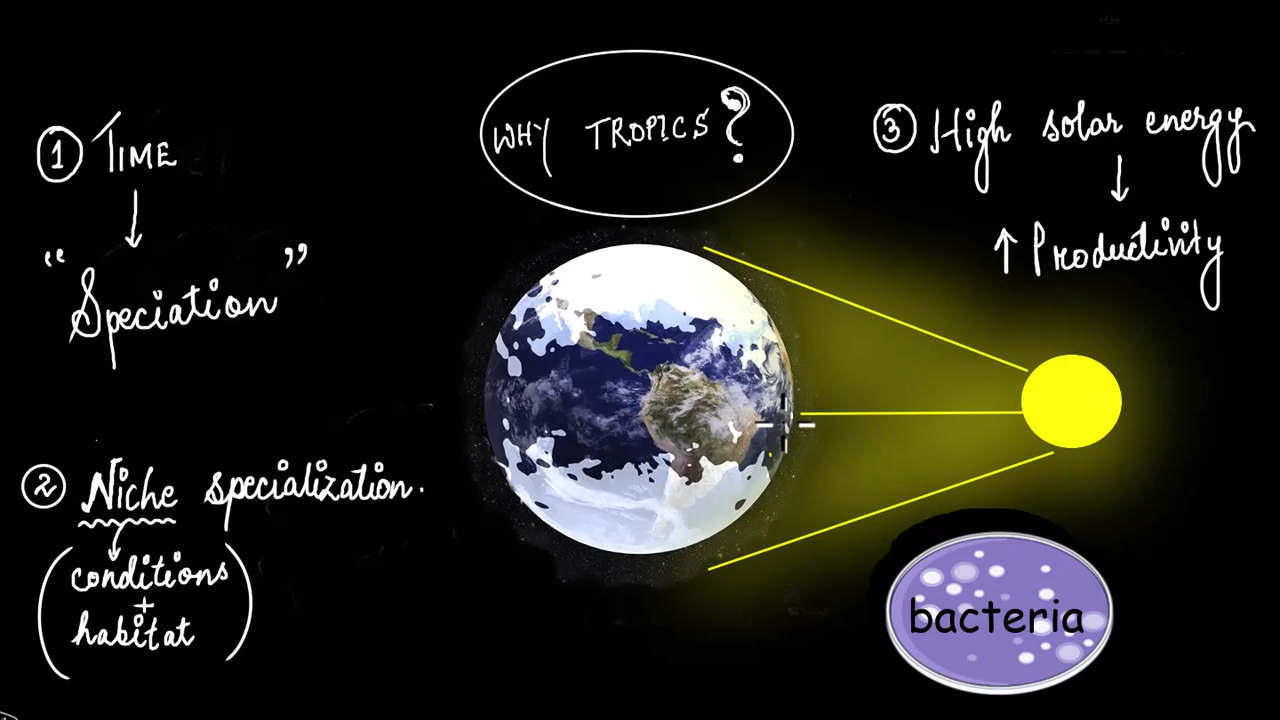 WHY TROPICS?
① TIME
↓
"Speciation"
② Niche specialization.
↓
(conditions
+
habitat)
③ High solar energy
↓
↑ Productivity
bacteria